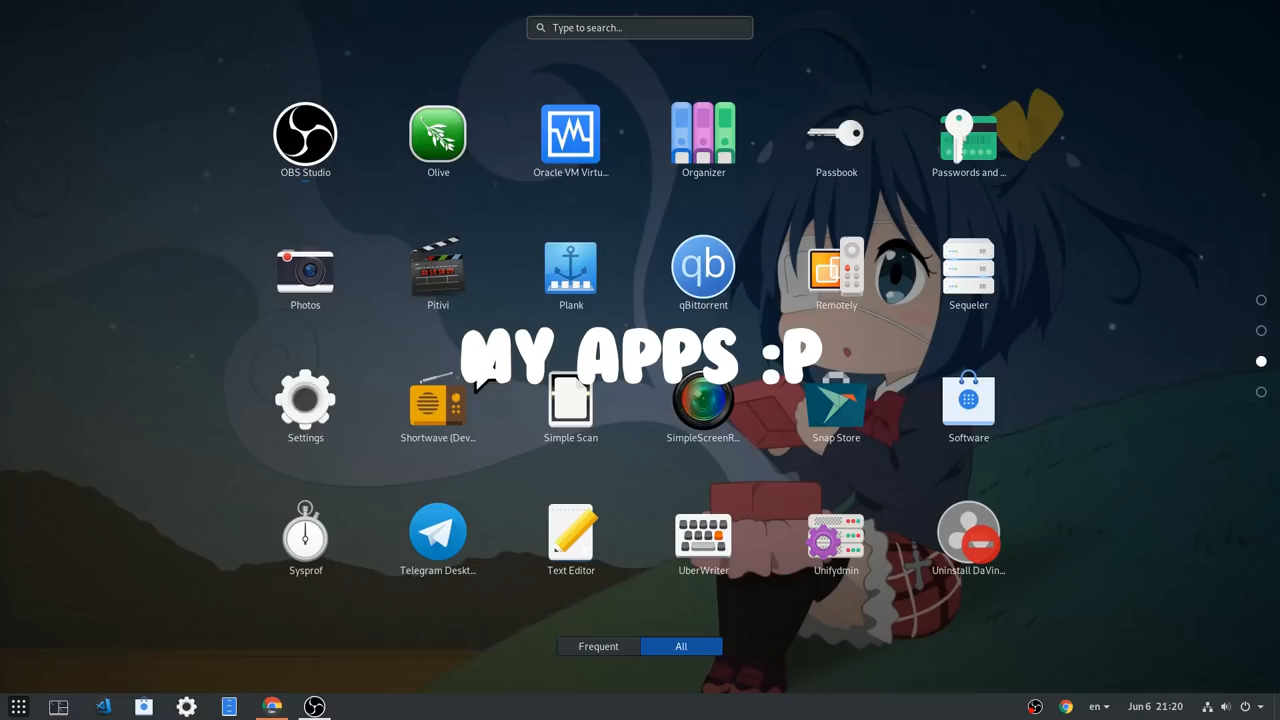 Type to search...
OBS Studio
Olive
Oracle VM Virtu...
Organizer
Passbook
Passwords and ...
Photos
Pitivi
Plank
qb
qBittorrent
Remotely
Sequeler
MY APPS :P
Settings
Shortwave (Dev...
Simple Scan
SimpleScreenR...
Snap Store
Software
Sysprof
Telegram Deskt...
Text Editor
UberWriter
Unifydmin
Uninstall DaVin...
Frequent
All
en
Jun 6 21:20